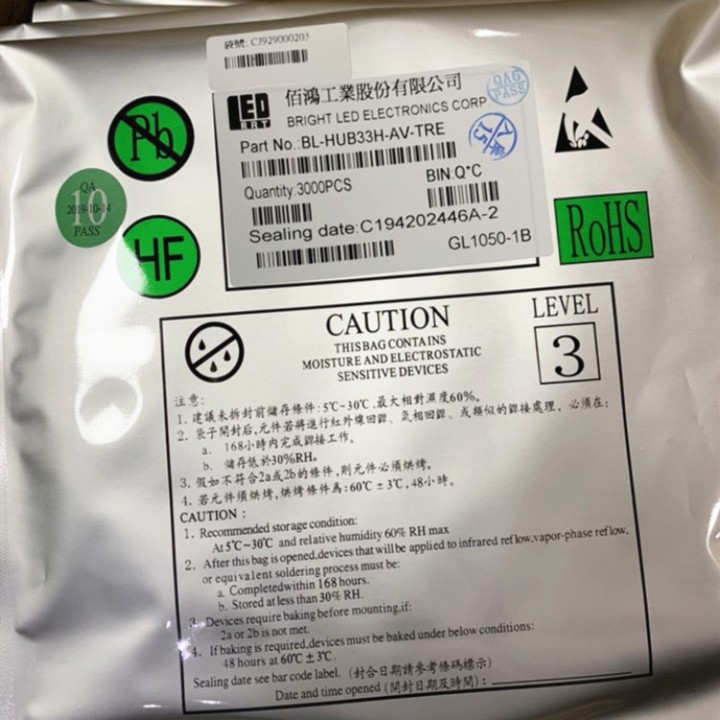 袋號: CJ929000203
LED
BRT
佰鴻工業股份有限公司
BRIGHT LED ELECTRONICS CORP
QAG
PASS
Part No.:BL-HUB33H-AV-TRE
Quantity:3000PCS
BIN:Q*C
Sealing date:C194202446A-2
GL1050-1B
Pb
QA
10
2019-10-14
PASS
HF
RoHS
CAUTION
THIS BAG CONTAINS
MOISTURE AND ELECTROSTATIC
SENSITIVE DEVICES
LEVEL
3
注意:
1. 建議未拆封前儲存條件:5℃~30℃,最大相對濕度60%。
2. 袋子開封后,元件若將進行紅外線回銲、氣相回銲、或類似的銲接處理, 必須在:
a. 168小時內完成銲接工作。
b. 儲存低於30%RH。
3. 假如不符合2a或2b的條件,則元件必須烘烤。
4. 若元件須烘烤,烘烤條件為:60℃±3℃,48小時。
CAUTION :
1. Recommended storage condition:
At 5℃~30℃ and relative humidity 60% RH max
2. After this bag is opened,devices that will be applied to infrared reflow,vapor-phase reflow,
or equivalent soldering process must be:
a. Completed within 168 hours.
b. Stored at less than 30% RH.
3. Devices require baking before mounting,if:
2a or 2b is not met.
4. If baking is required,devices must be baked under below conditions:
48 hours at 60℃ ± 3℃.
Sealing date see bar code label. (封合日期請參考條碼標示)
Date and time opened (開封日期及時間):